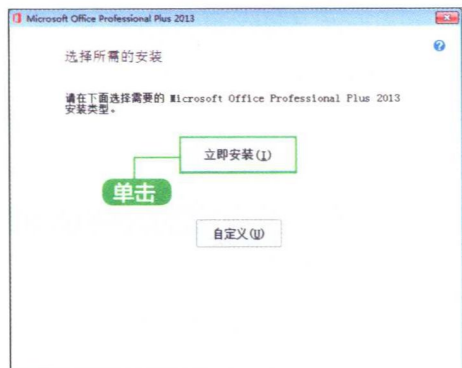 Microsoft Office Professional Plus 2013
选择所需的安装
请在下面选择需要的 Microsoft Office Professional Plus 2013
安装类型。
立即安装(I)
单击
自定义(U)